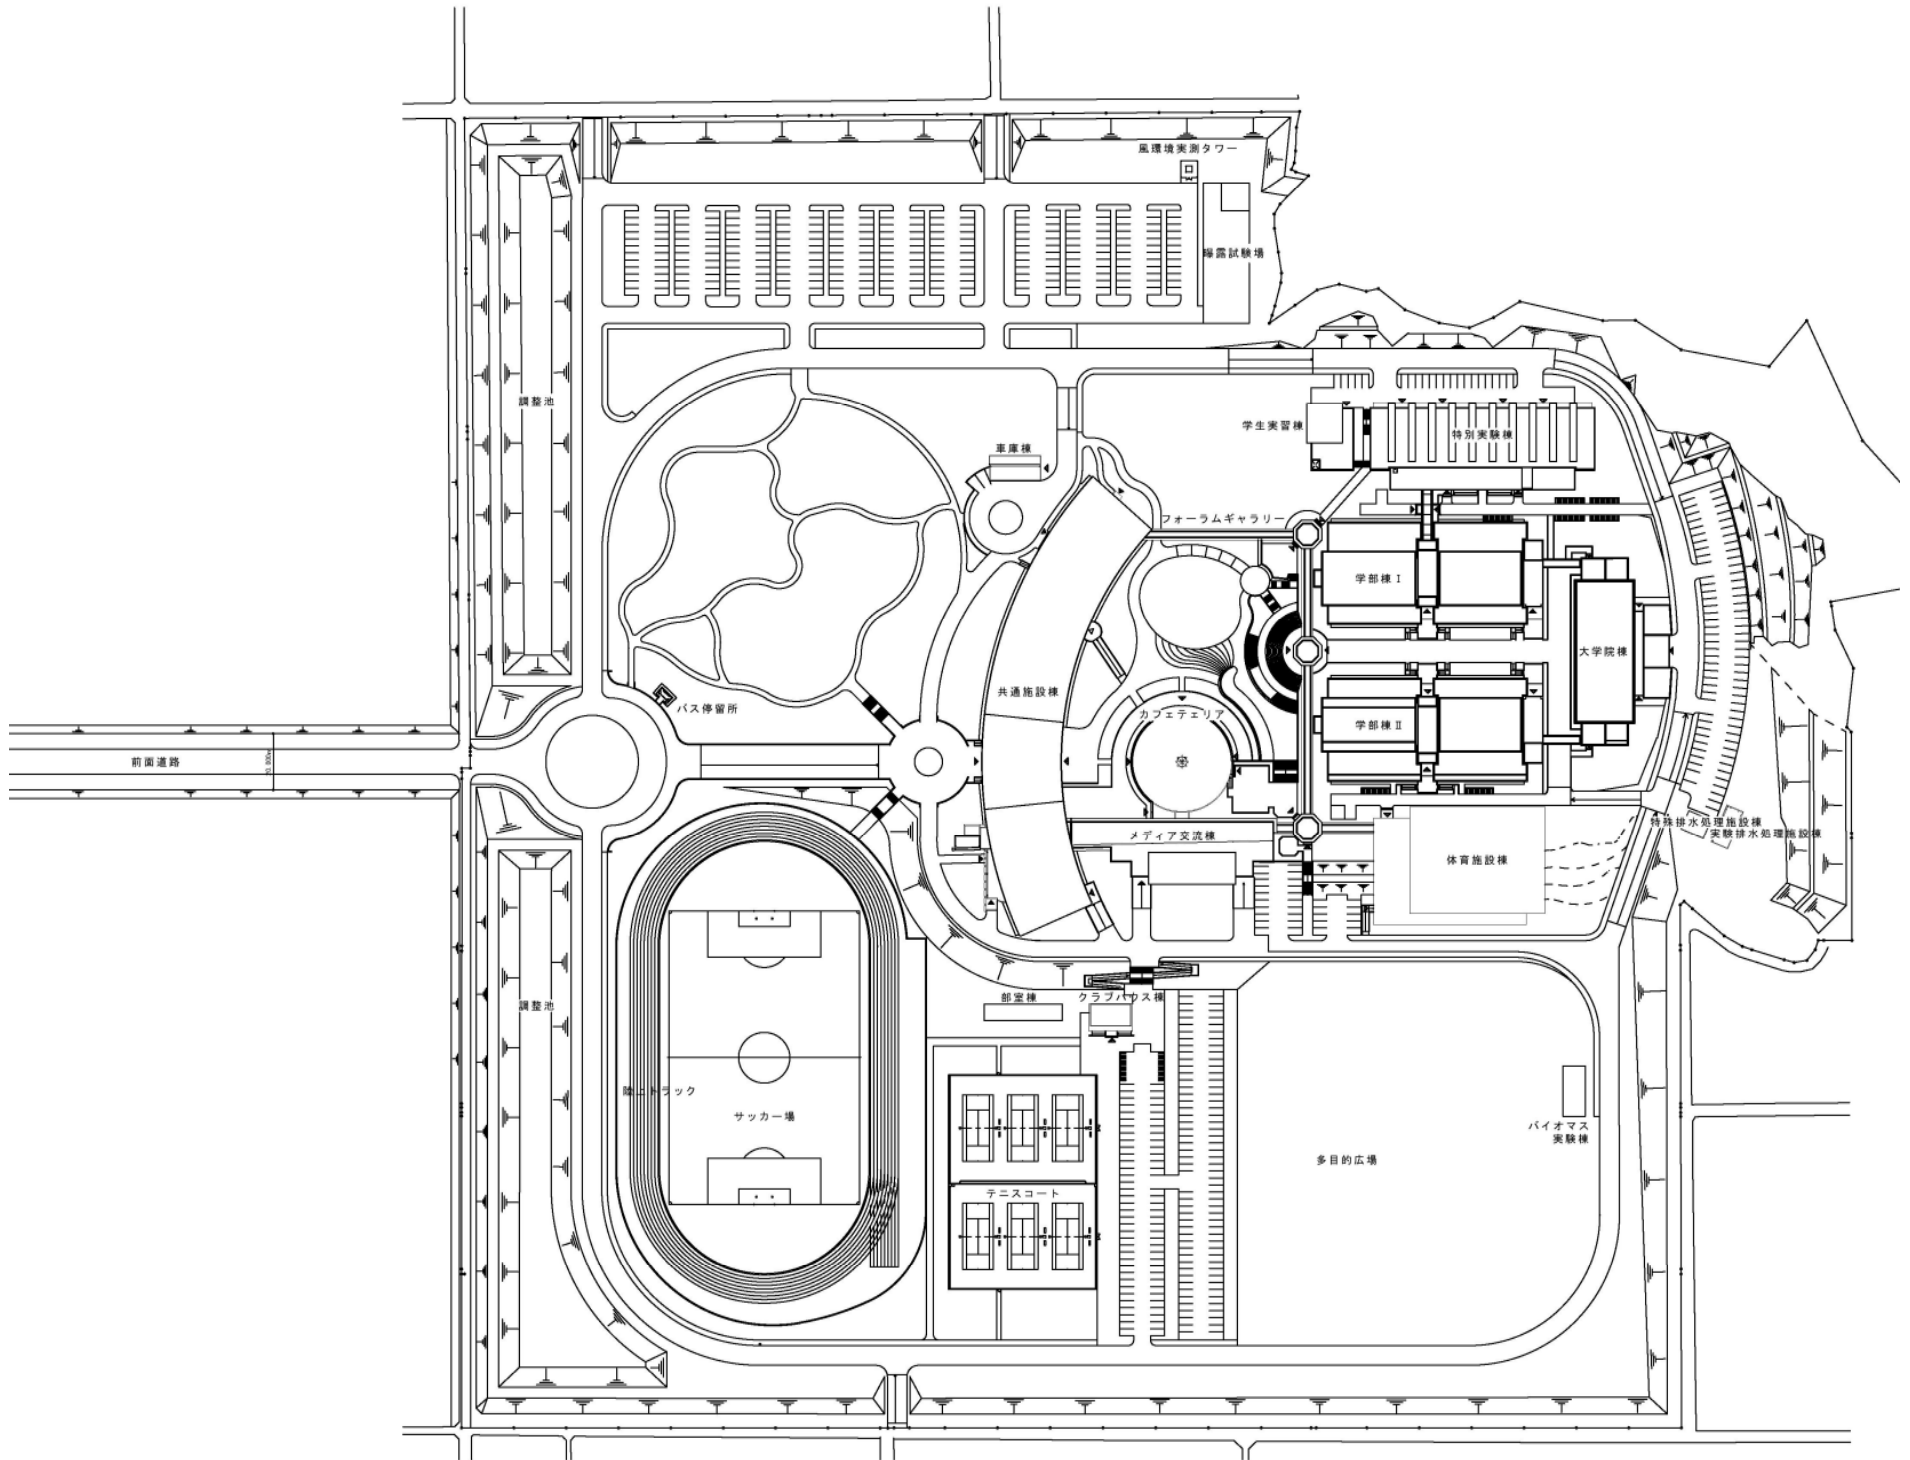 風環境実測タワー
曝露試験場
調整池
学生実習棟
特別実験棟
車庫棟
フォーラムギャラリー
学部棟Ⅰ
大学院棟
共通施設棟
バス停留所
カフェテェリア
学部棟Ⅱ
前面道路
特殊排水処理施設棟
実験排水処理施設棟
メディア交流棟
体育施設棟
部室棟
クラブハウス棟
調整池
陸上トラック
サッカー場
バイオマス
実験棟
多目的広場
テニスコート